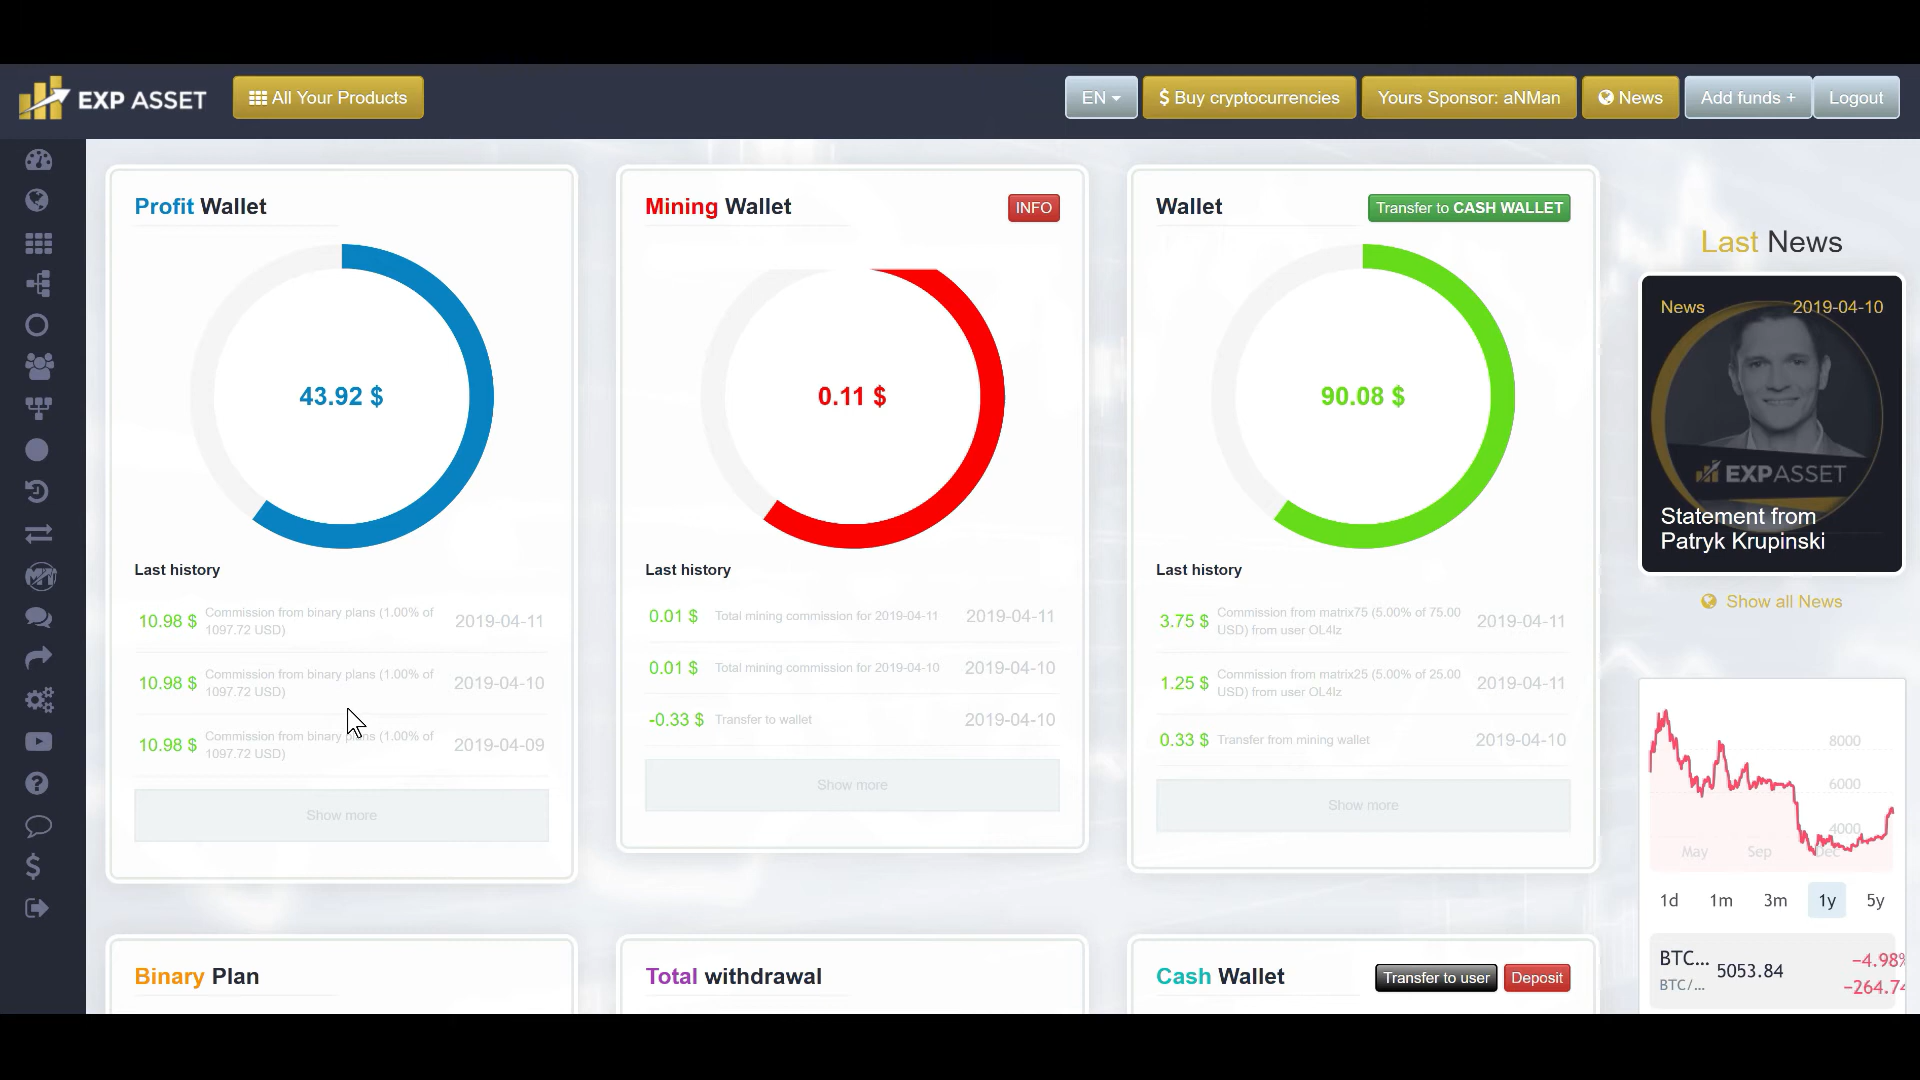 EXP ASSET
All Your Products
EN
$ Buy cryptocurrencies
Yours Sponsor: aNMan
News
Add funds +
Logout
Profit Wallet
43.92 $
Last history
10.98 $ Commission from binary plans (1.00% of
1097.72 USD) 2019-04-11
10.98 $ Commission from binary plans (1.00% of
1097.72 USD) 2019-04-10
10.98 $ Commission from binary plans (1.00% of
1097.72 USD) 2019-04-09
Show more
Mining Wallet
INFO
0.11 $
Last history
0.01 $ Total mining commission for 2019-04-11 2019-04-11
0.01 $ Total mining commission for 2019-04-10 2019-04-10
-0.33 $ Transfer to wallet 2019-04-10
Show more
Wallet
Transfer to CASH WALLET
90.08 $
Last history
3.75 $ Commission from matrix75 (5.00% of 75.00
USD) from user OL4lz 2019-04-11
1.25 $ Commission from matrix25 (5.00% of 25.00
USD) from user OL4lz 2019-04-11
0.33 $ Transfer from mining wallet 2019-04-10
Show more
Last News
News 2019-04-10
EXPASSET
Statement from
Patryk Krupinski
Show all News
8000
6000
4000
May Sep Dec
1d 1m 3m 1y 5y
BTC... 5053.84 −4.98%
BTC/... −264.74
Binary Plan
Total withdrawal
Cash Wallet
Transfer to user
Deposit